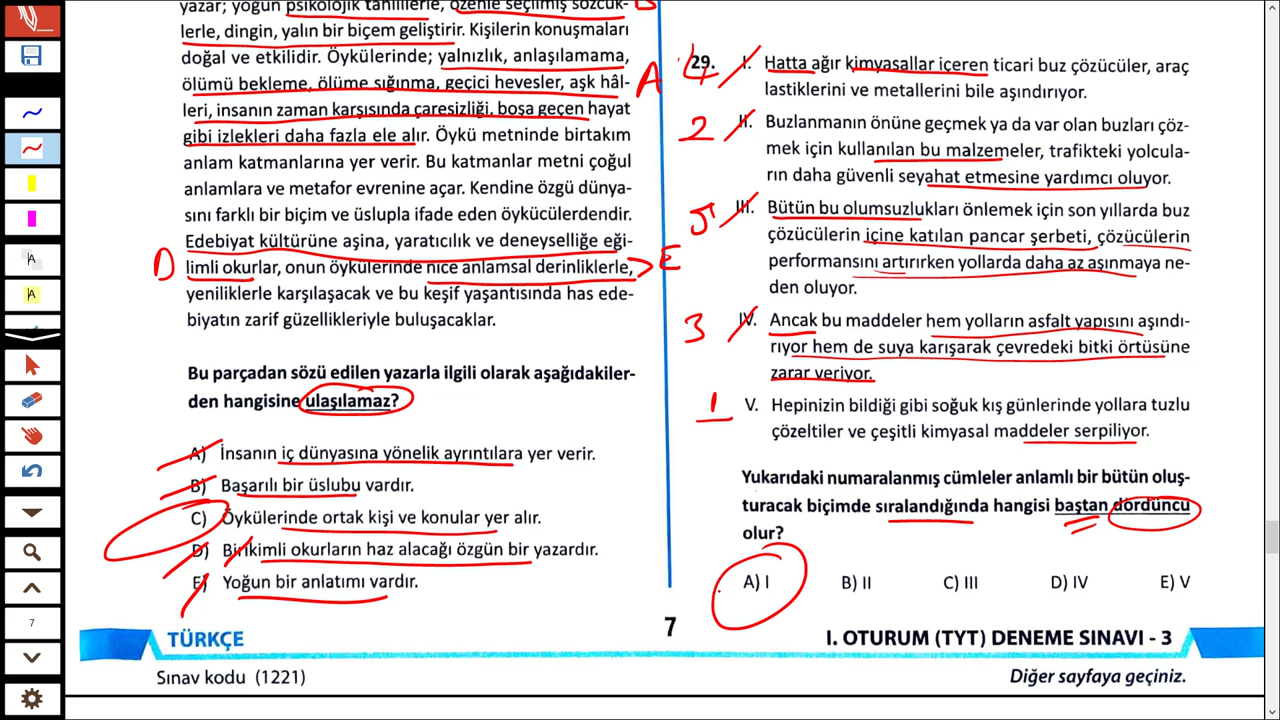 yazar; yoğun psikolojik tahlillerle, özenle seçilmiş sözcük-
lerle, dingin, yalın bir biçem geliştirir. Kişilerin konuşmaları
doğal ve etkilidir. Öykülerinde; yalnızlık, anlaşılamama,
ölümü bekleme, ölüme sığınma, geçici hevesler, aşk hâl-
leri, insanın zaman karşısında çaresizliği, boşa geçen hayat
gibi izlekleri daha fazla ele alır. Öykü metninde birtakım
anlam katmanlarına yer verir. Bu katmanlar metni çoğul
anlamlara ve metafor evrenine açar. Kendine özgü dünya-
sını farklı bir biçim ve üslupla ifade eden öykücülerdendir.
Edebiyat kültürüne aşina, yaratıcılık ve deneyselliğe eği-
limli okurlar, onun öykülerinde nice anlamsal derinliklerle,
yeniliklerle karşılaşacak ve bu keşif yaşantısında has ede-
biyatın zarif güzellikleriyle buluşacaklar.
B
A
D
E
Bu parçadan sözü edilen yazarla ilgili olarak aşağıdakiler-
den hangisine ulaşılamaz?
A) İnsanın iç dünyasına yönelik ayrıntılara yer verir.
B) Başarılı bir üslubu vardır.
C) Öykülerinde ortak kişi ve konular yer alır.
D) Birikimli okurların haz alacağı özgün bir yazardır.
E) Yoğun bir anlatımı vardır.
29. 4 I. Hatta ağır kimyasallar içeren ticari buz çözücüler, araç
lastiklerini ve metallerini bile aşındırıyor.
2 II. Buzlanmanın önüne geçmek ya da var olan buzları çöz-
mek için kullanılan bu malzemeler, trafikteki yolcula-
rın daha güvenli seyahat etmesine yardımcı oluyor.
5 III. Bütün bu olumsuzlukları önlemek için son yıllarda buz
çözücülerin içine katılan pancar şerbeti, çözücülerin
performansını artırırken yollarda daha az aşınmaya ne-
den oluyor.
3 IV. Ancak bu maddeler hem yolların asfalt yapısını aşındı-
rıyor hem de suya karışarak çevredeki bitki örtüsüne
zarar veriyor.
1 V. Hepinizin bildiği gibi soğuk kış günlerinde yollara tuzlu
çözeltiler ve çeşitli kimyasal maddeler serpiliyor.
Yukarıdaki numaralanmış cümleler anlamlı bir bütün oluş-
turacak biçimde sıralandığında hangisi baştan dördüncü
olur?
A) I B) II C) III D) IV E) V
TÜRKÇE
7
I. OTURUM (TYT) DENEME SINAVI - 3
Sınav kodu (1221)
Diğer sayfaya geçiniz.
A
A
7